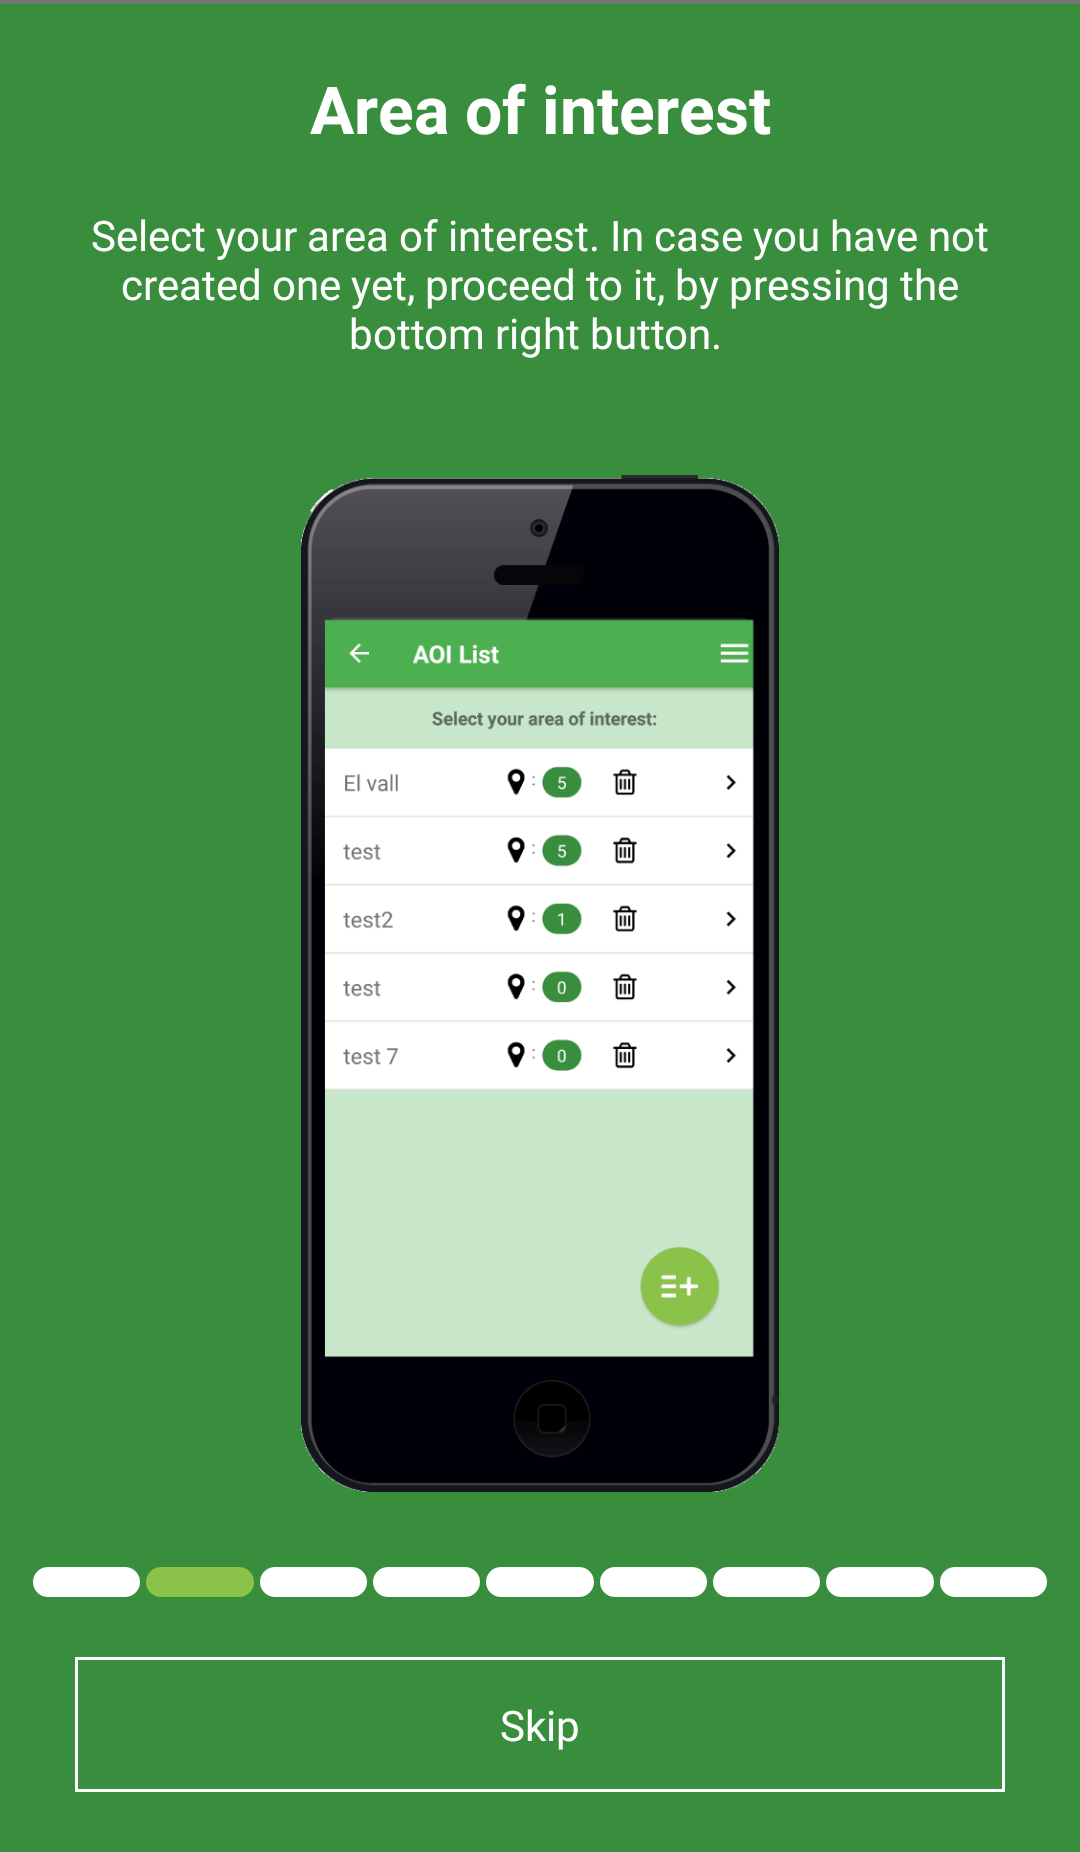 Area of interest
Select your area of interest. In case you have not
created one yet, proceed to it, by pressing the
bottom right button.
AOI List
Select your area of interest:
El vall : 5
test : 5
test2 : 1
test : 0
test 7 : 0
Skip